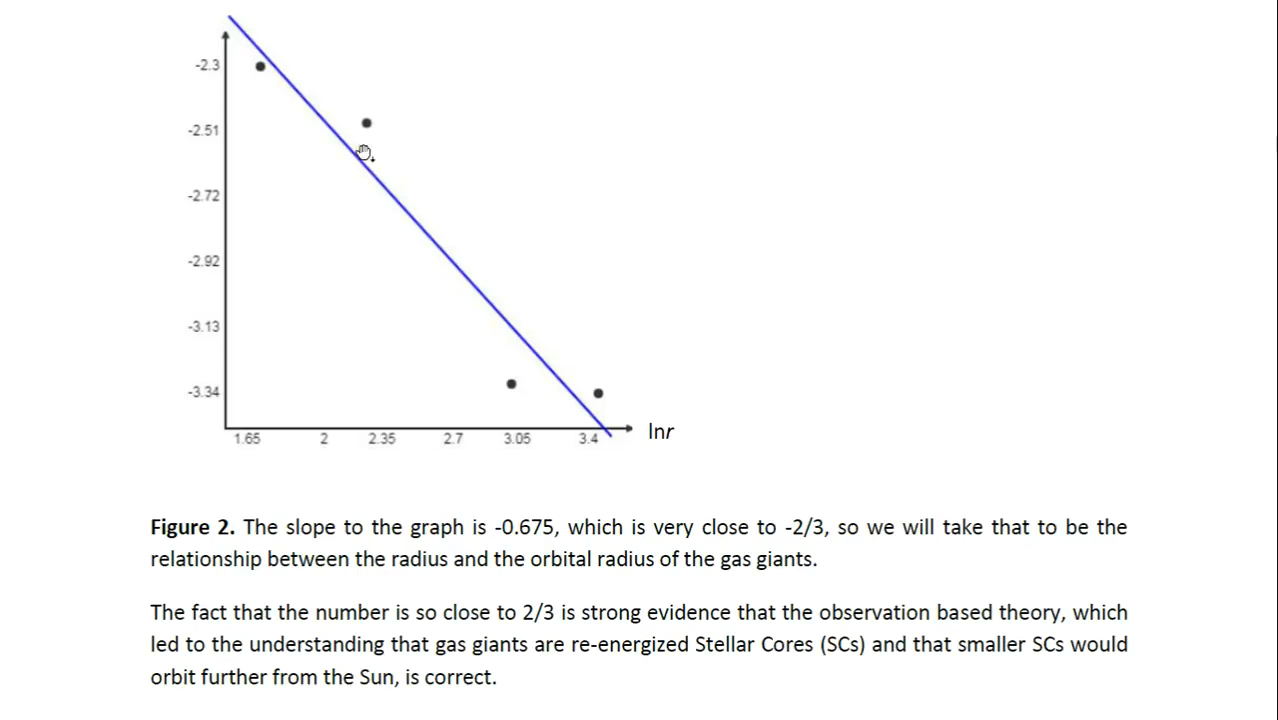 -2.3
-2.51
-2.72
-2.92
-3.13
-3.34
1.65 2 2.35 2.7 3.05 3.4
lnr
Figure 2. The slope to the graph is -0.675, which is very close to -2/3, so we will take that to be the
relationship between the radius and the orbital radius of the gas giants.
The fact that the number is so close to 2/3 is strong evidence that the observation based theory, which
led to the understanding that gas giants are re-energized Stellar Cores (SCs) and that smaller SCs would
orbit further from the Sun, is correct.